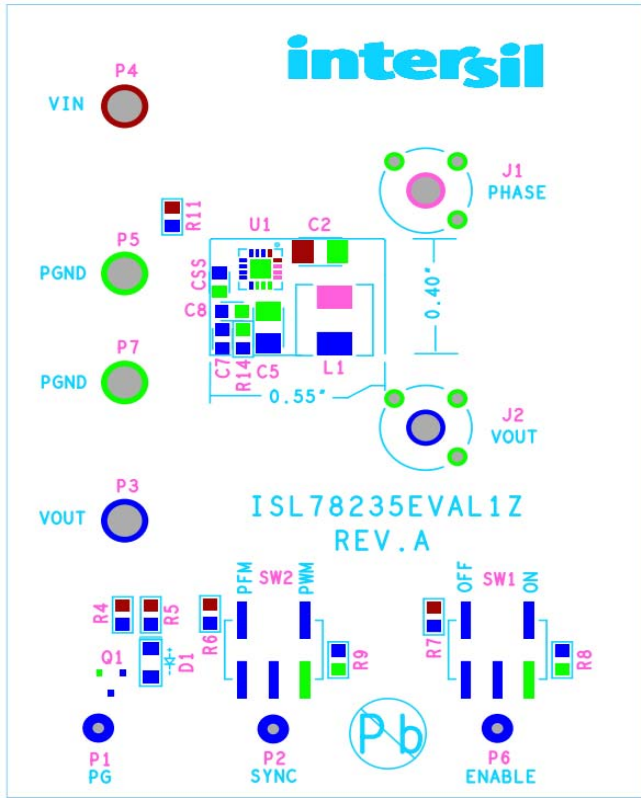 intersil
P4
VIN
J1
PHASE
R11
U1
C2
P5
PGND
CSS
0.40"
C8
P7
PGND
C7
R14
C5
L1
0.55"
J2
VOUT
P3
VOUT
ISL78235EVAL1Z
REV.A
PFM
SW2
PWM
OFF
SW1
ON
R4
R5
R6
R7
Q1
D1
R9
R8
Pb
P1
PG
P2
SYNC
P6
ENABLE